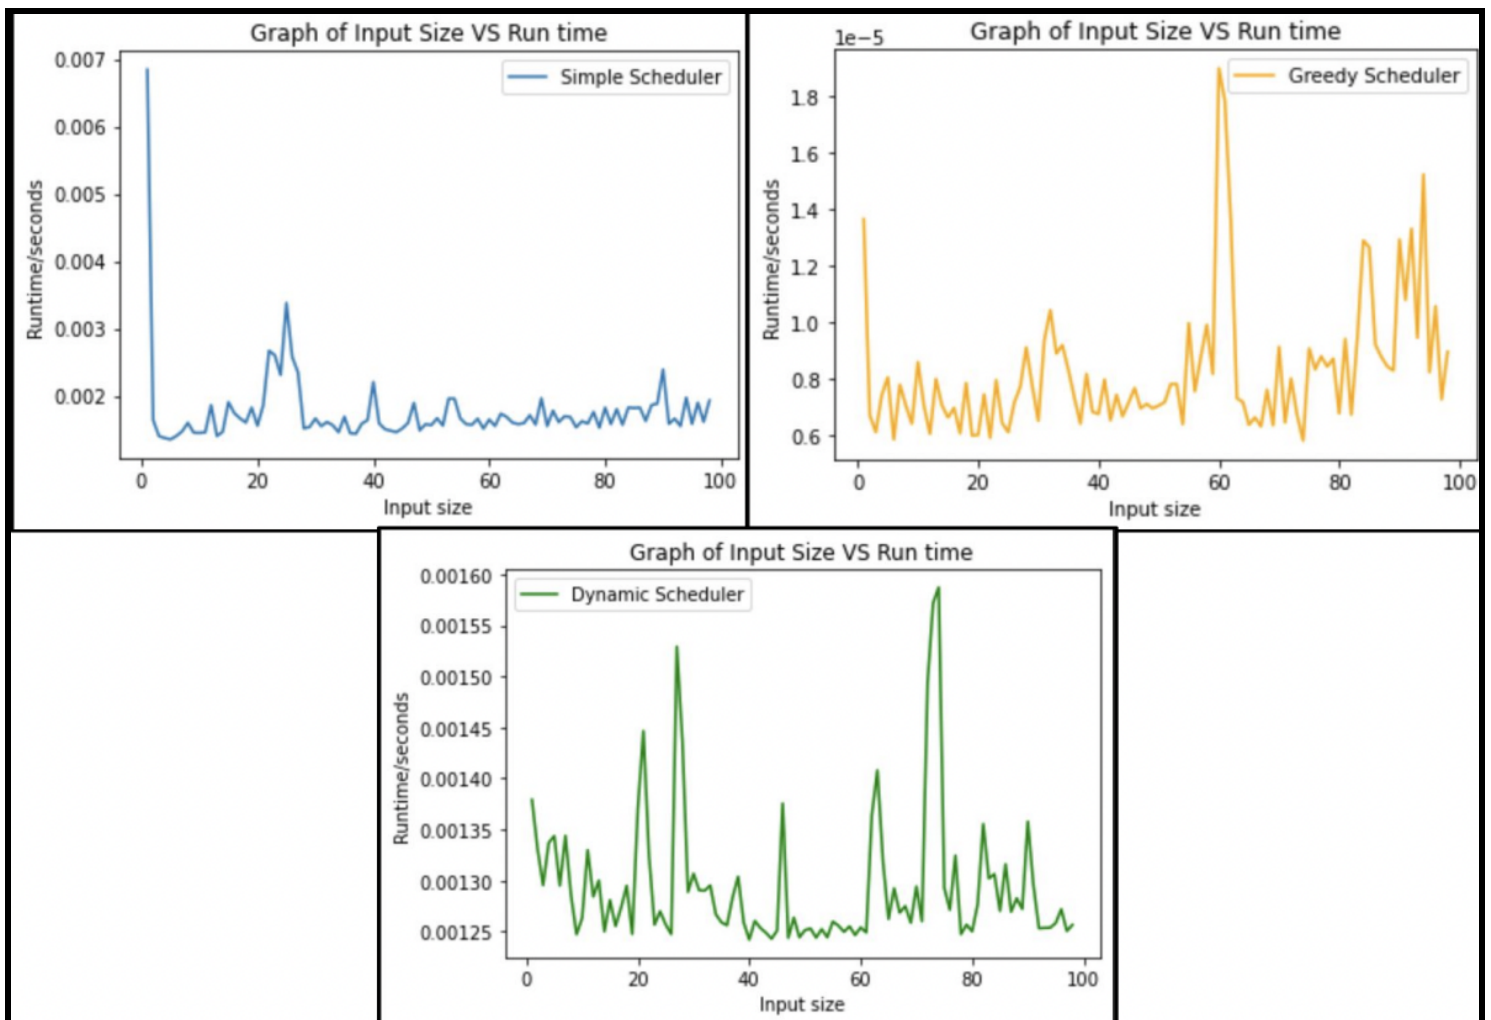 Graph of Input Size VS Run time
Simple Scheduler
Runtime/seconds
0.007
0.006
0.005
0.004
0.003
0.002
0 20 40 60 80 100
Input size
Graph of Input Size VS Run time
1e-5
Greedy Scheduler
Runtime/seconds
1.8
1.6
1.4
1.2
1.0
0.8
0.6
0 20 40 60 80 100
Input size
Graph of Input Size VS Run time
Dynamic Scheduler
Runtime/seconds
0.00160
0.00155
0.00150
0.00145
0.00140
0.00135
0.00130
0.00125
0 20 40 60 80 100
Input size